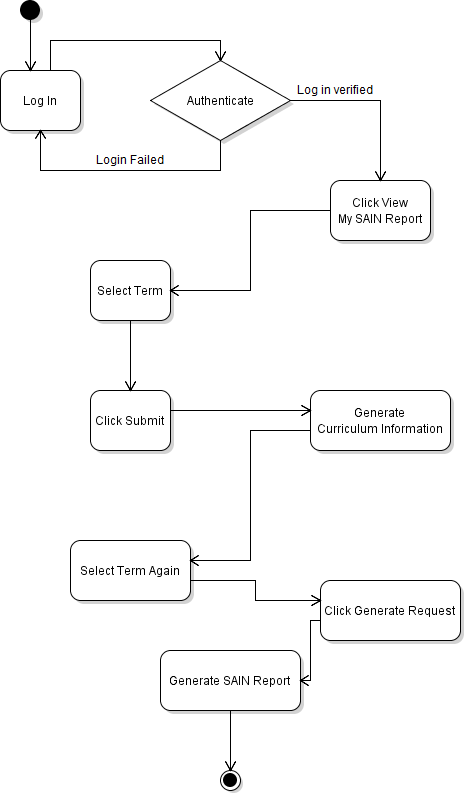 Log In
Authenticate
Log in verified
Login Failed
Click View
My SAIN Report
Select Term
Click Submit
Generate
Curriculum Information
Select Term Again
Click Generate Request
Generate SAIN Report